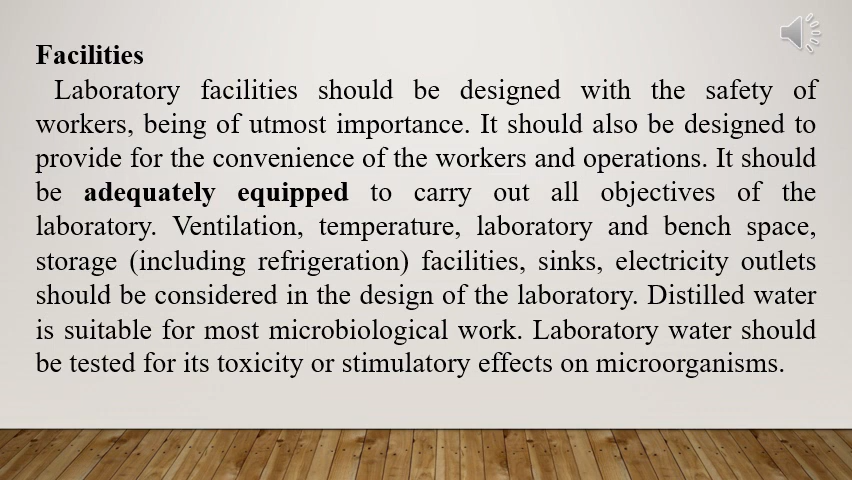 Facilities
Laboratory facilities should be designed with the safety of
workers, being of utmost importance. It should also be designed to
provide for the convenience of the workers and operations. It should
be adequately equipped to carry out all objectives of the
laboratory. Ventilation, temperature, laboratory and bench space,
storage (including refrigeration) facilities, sinks, electricity outlets
should be considered in the design of the laboratory. Distilled water
is suitable for most microbiological work. Laboratory water should
be tested for its toxicity or stimulatory effects on microorganisms.